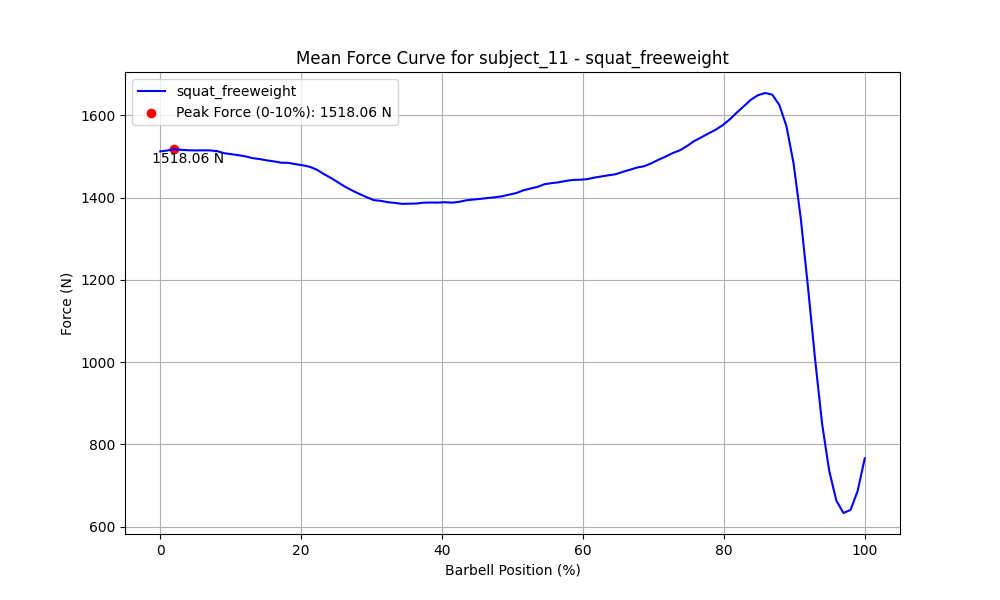 Mean Force Curve for subject_11 - squat_freeweight
squat_freeweight
Peak Force (0-10%): 1518.06 N
1518.06 N
1600
1400
1200
1000
800
600
Force (N)
0 20 40 60 80 100
Barbell Position (%)